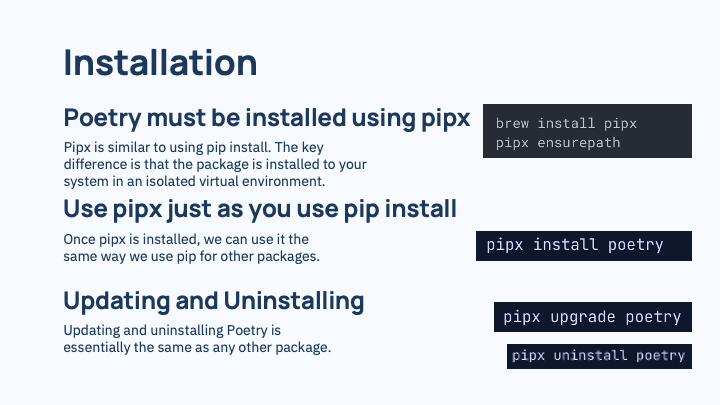 Installation
Poetry must be installed using pipx
Pipx is similar to using pip install. The key
difference is that the package is installed to your
system in an isolated virtual environment.
brew install pipx
pipx ensurepath
Use pipx just as you use pip install
Once pipx is installed, we can use it the
same way we use pip for other packages.
pipx install poetry
Updating and Uninstalling
Updating and uninstalling Poetry is
essentially the same as any other package.
pipx upgrade poetry
pipx uninstall poetry